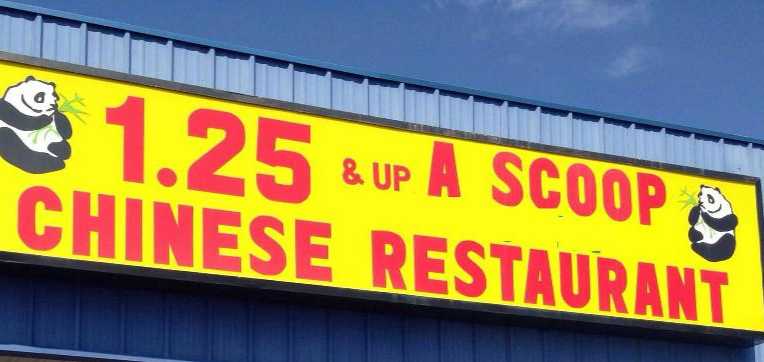 1.25 & UP A SCOOP
CHINESE RESTAURANT